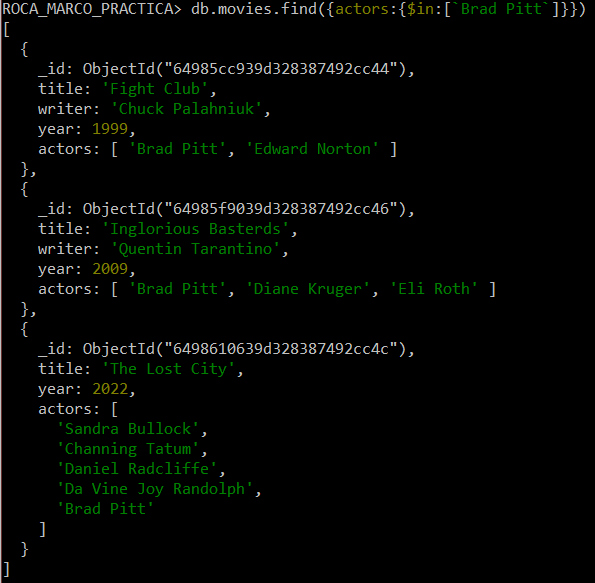 ROCA_MARCO_PRACTICA> db.movies.find({actors:{$in:[`Brad Pitt`]}})
[
  {
    _id: ObjectId("64985cc939d328387492cc44"),
    title: 'Fight Club',
    writer: 'Chuck Palahniuk',
    year: 1999,
    actors: [ 'Brad Pitt', 'Edward Norton' ]
  },
  {
    _id: ObjectId("64985f9039d328387492cc46"),
    title: 'Inglorious Basterds',
    writer: 'Quentin Tarantino',
    year: 2009,
    actors: [ 'Brad Pitt', 'Diane Kruger', 'Eli Roth' ]
  },
  {
    _id: ObjectId("6498610639d328387492cc4c"),
    title: 'The Lost City',
    year: 2022,
    actors: [
      'Sandra Bullock',
      'Channing Tatum',
      'Daniel Radcliffe',
      'Da Vine Joy Randolph',
      'Brad Pitt'
    ]
  }
]